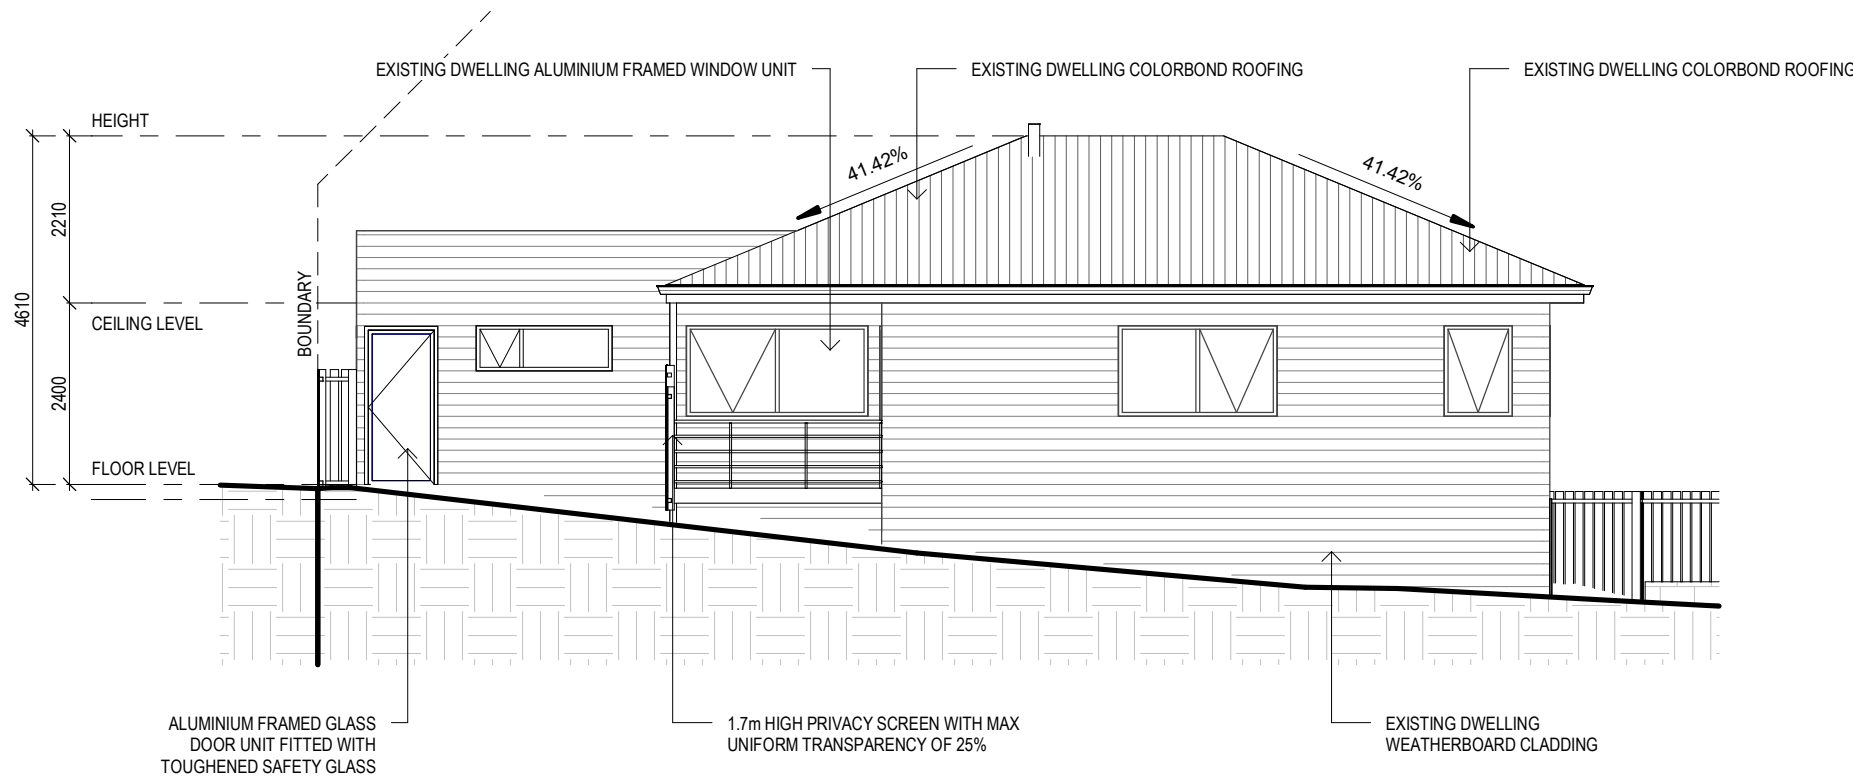 EXISTING DWELLING ALUMINIUM FRAMED WINDOW UNIT
EXISTING DWELLING COLORBOND ROOFING
EXISTING DWELLING COLORBOND ROOFING
HEIGHT
41.42%
41.42%
2210
4610
BOUNDARY
CEILING LEVEL
2400
FLOOR LEVEL
ALUMINIUM FRAMED GLASS
DOOR UNIT FITTED WITH
TOUGHENED SAFETY GLASS
1.7m HIGH PRIVACY SCREEN WITH MAX
UNIFORM TRANSPARENCY OF 25%
EXISTING DWELLING
WEATHERBOARD CLADDING